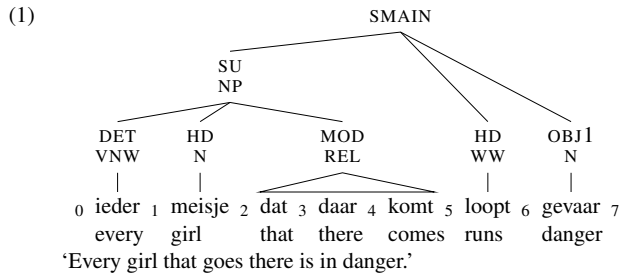 (1) SMAIN
SU
NP
DET HD MOD HD OBJ1
VNW N REL WW N
0 ieder 1 meisje 2 dat 3 daar 4 komt 5 loopt 6 gevaar 7
every girl that there comes runs danger
‘Every girl that goes there is in danger.’